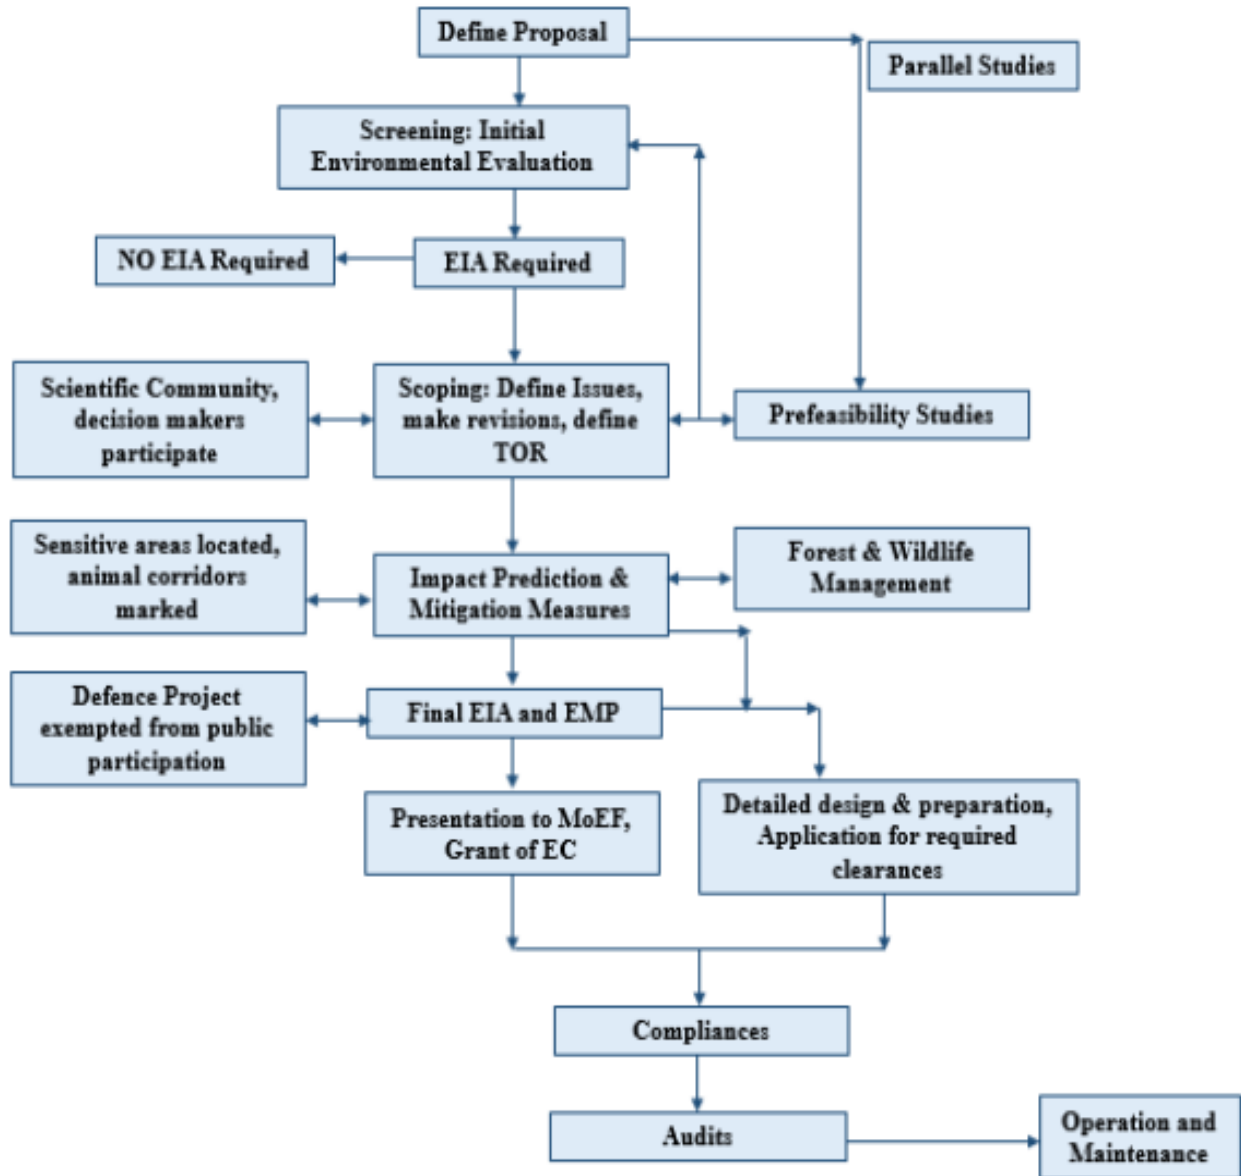 Define Proposal
Parallel Studies
Screening: Initial
Environmental Evaluation
NO EIA Required
EIA Required
Scientific Community,
decision makers
participate
Scoping: Define Issues,
make revisions, define
TOR
Prefeasibility Studies
Sensitive areas located,
animal corridors
marked
Impact Prediction &
Mitigation Measures
Forest & Wildlife
Management
Defence Project
exempted from public
participation
Final EIA and EMP
Presentation to MoEF,
Grant of EC
Detailed design & preparation,
Application for required
clearances
Compliances
Audits
Operation and
Maintenance